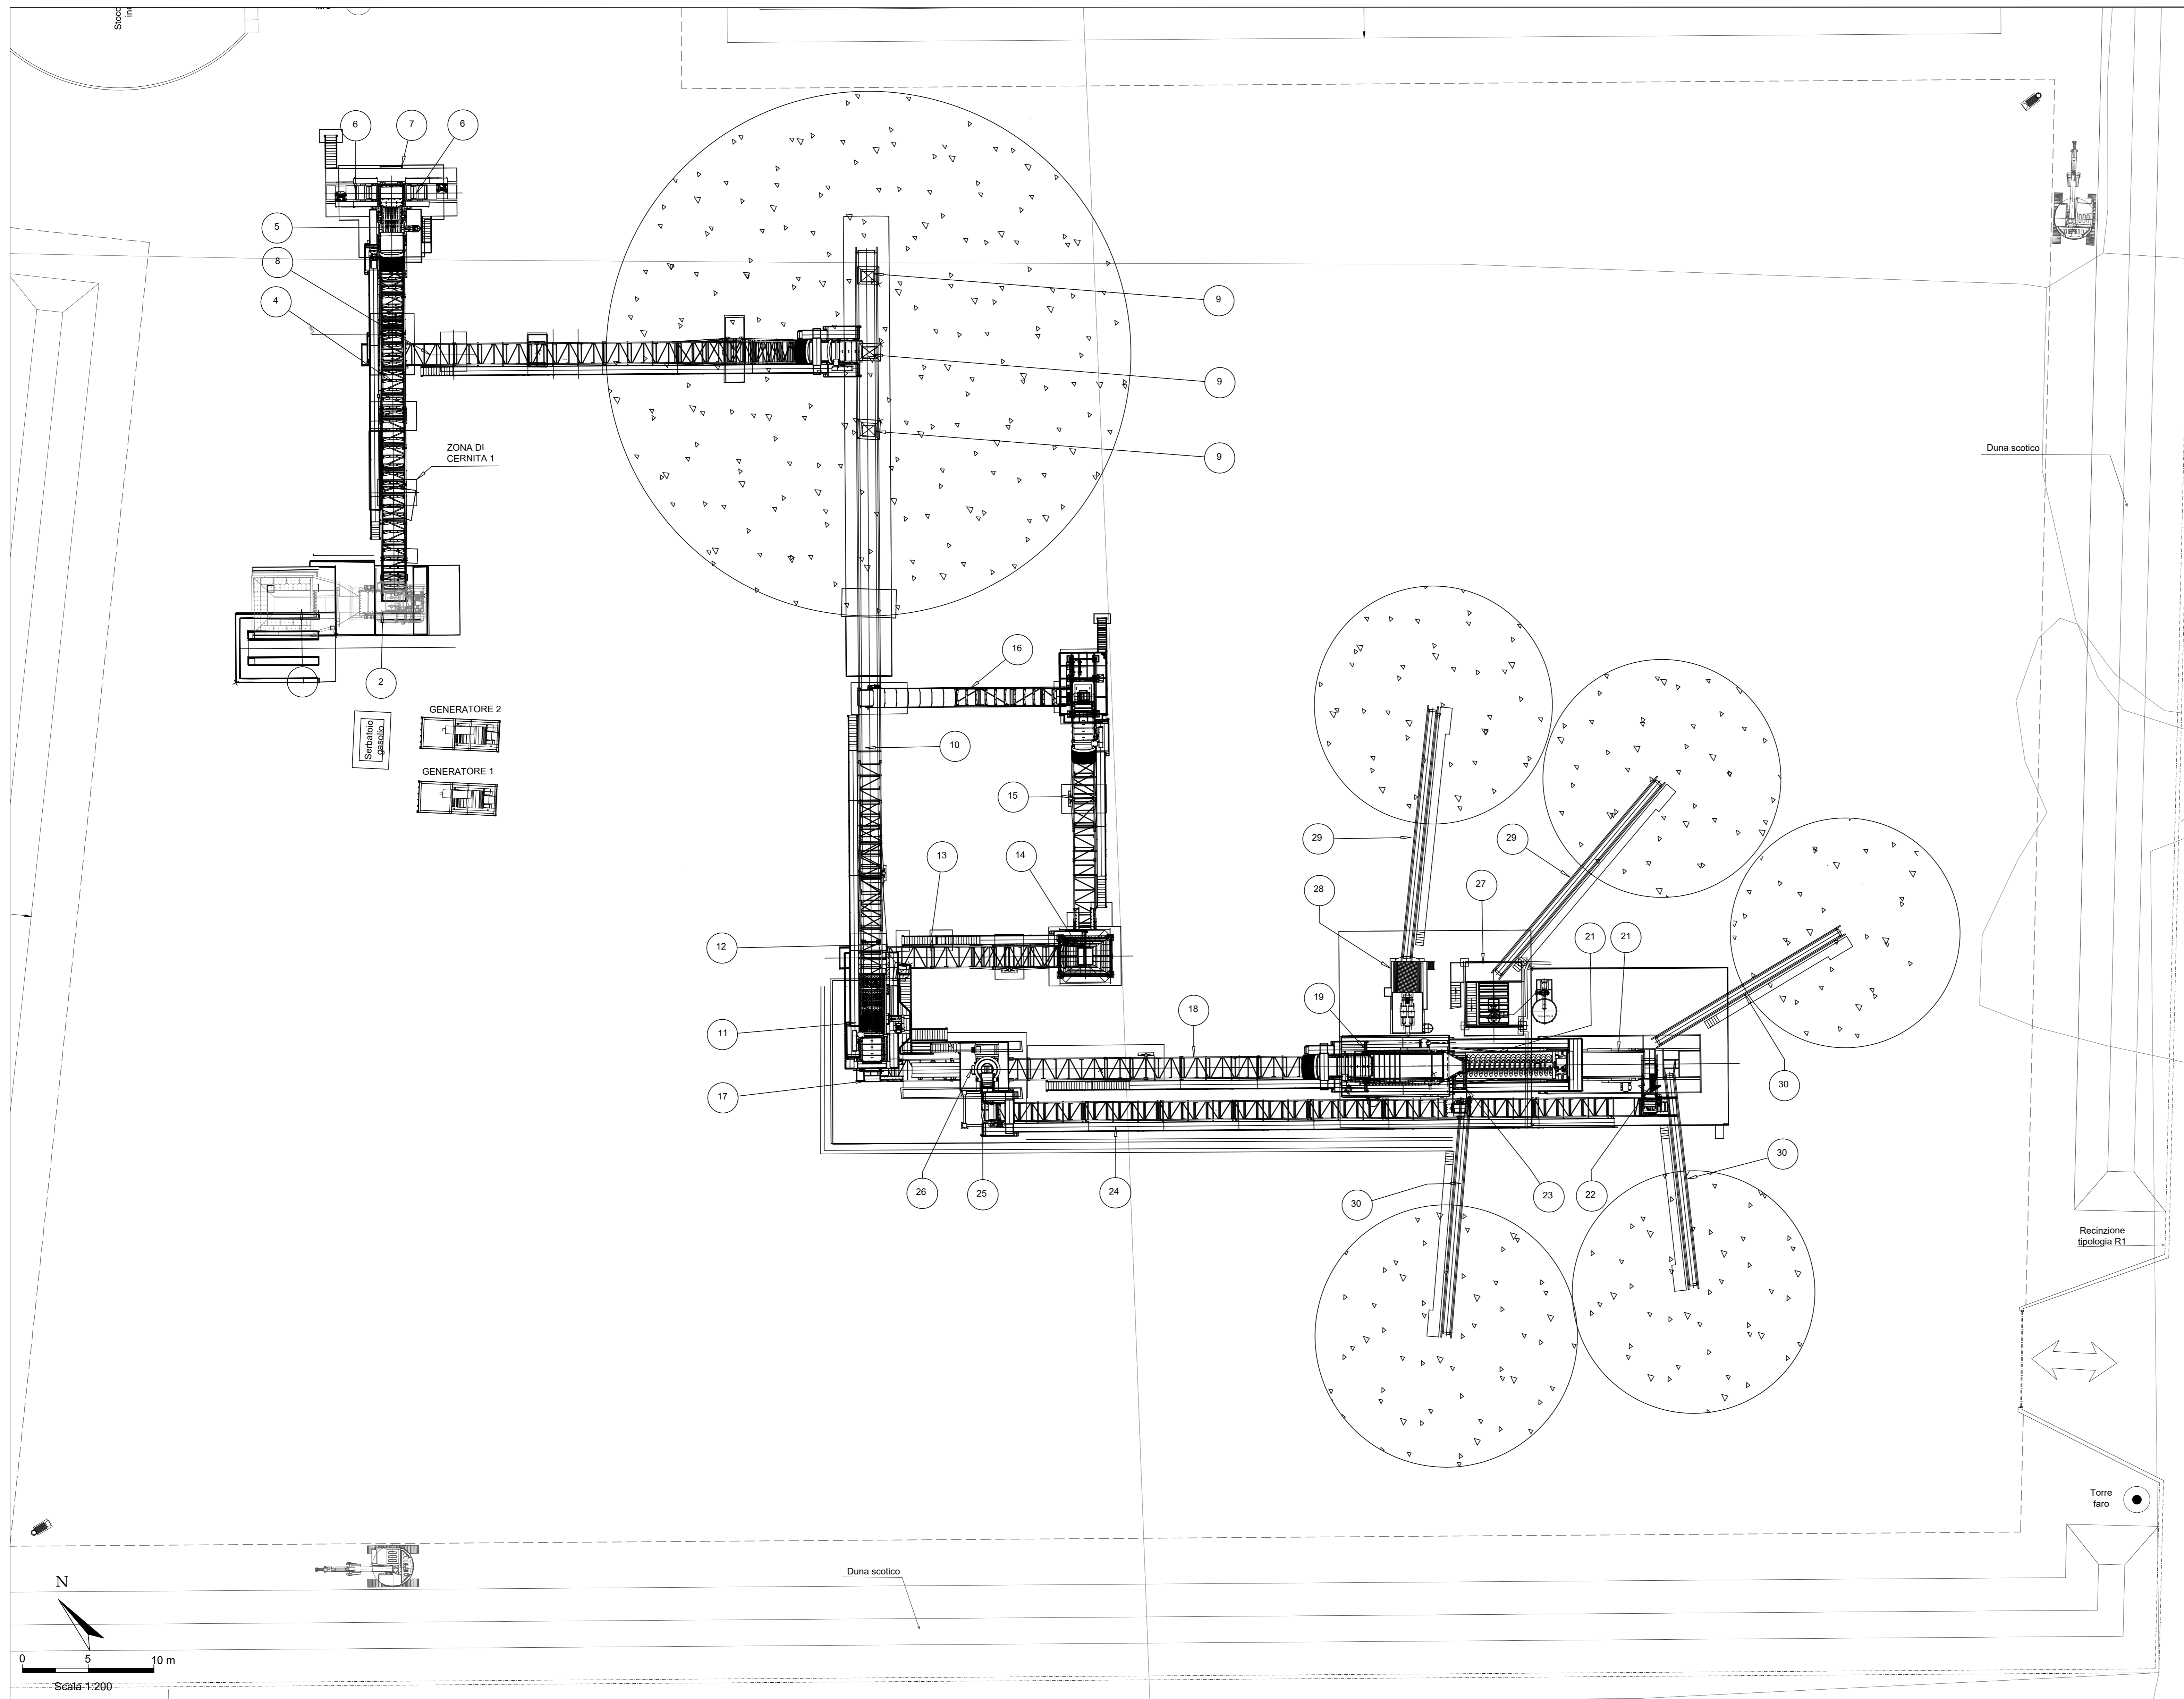 6
7
6
5
8
4
9
9
9
ZONA DI
CERNITA 1
Duna scotico
2
16
GENERATORE 2
Serbatoio
gasolio
10
GENERATORE 1
15
29
29
13
14
28
27
12
21
21
19
18
11
30
17
26
25
24
30
30
23
22
Recinzione
tipologia R1
Torre
faro
Duna scotico
N
0 5 10 m
Scala 1:200